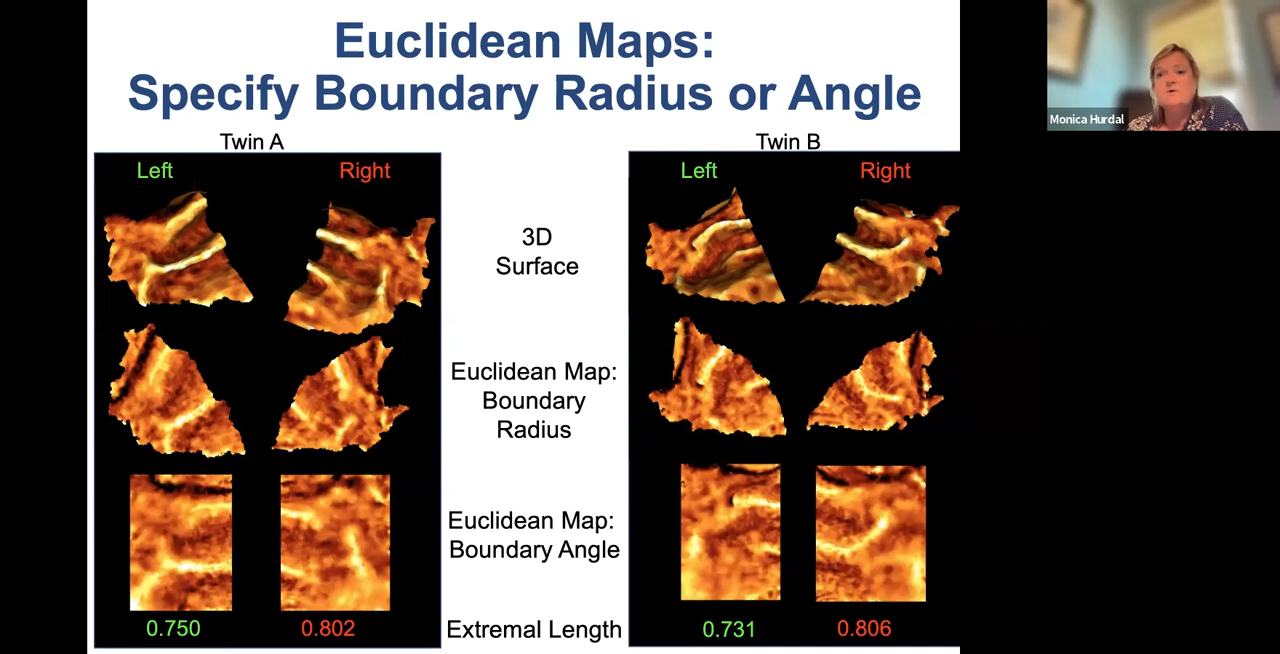 Euclidean Maps:
Specify Boundary Radius or Angle
Monica Hurdal
Twin A
Twin B
Left
Right
Left
Right
3D
Surface
Euclidean Map:
Boundary
Radius
Euclidean Map:
Boundary Angle
0.750
0.802
Extremal Length
0.731
0.806